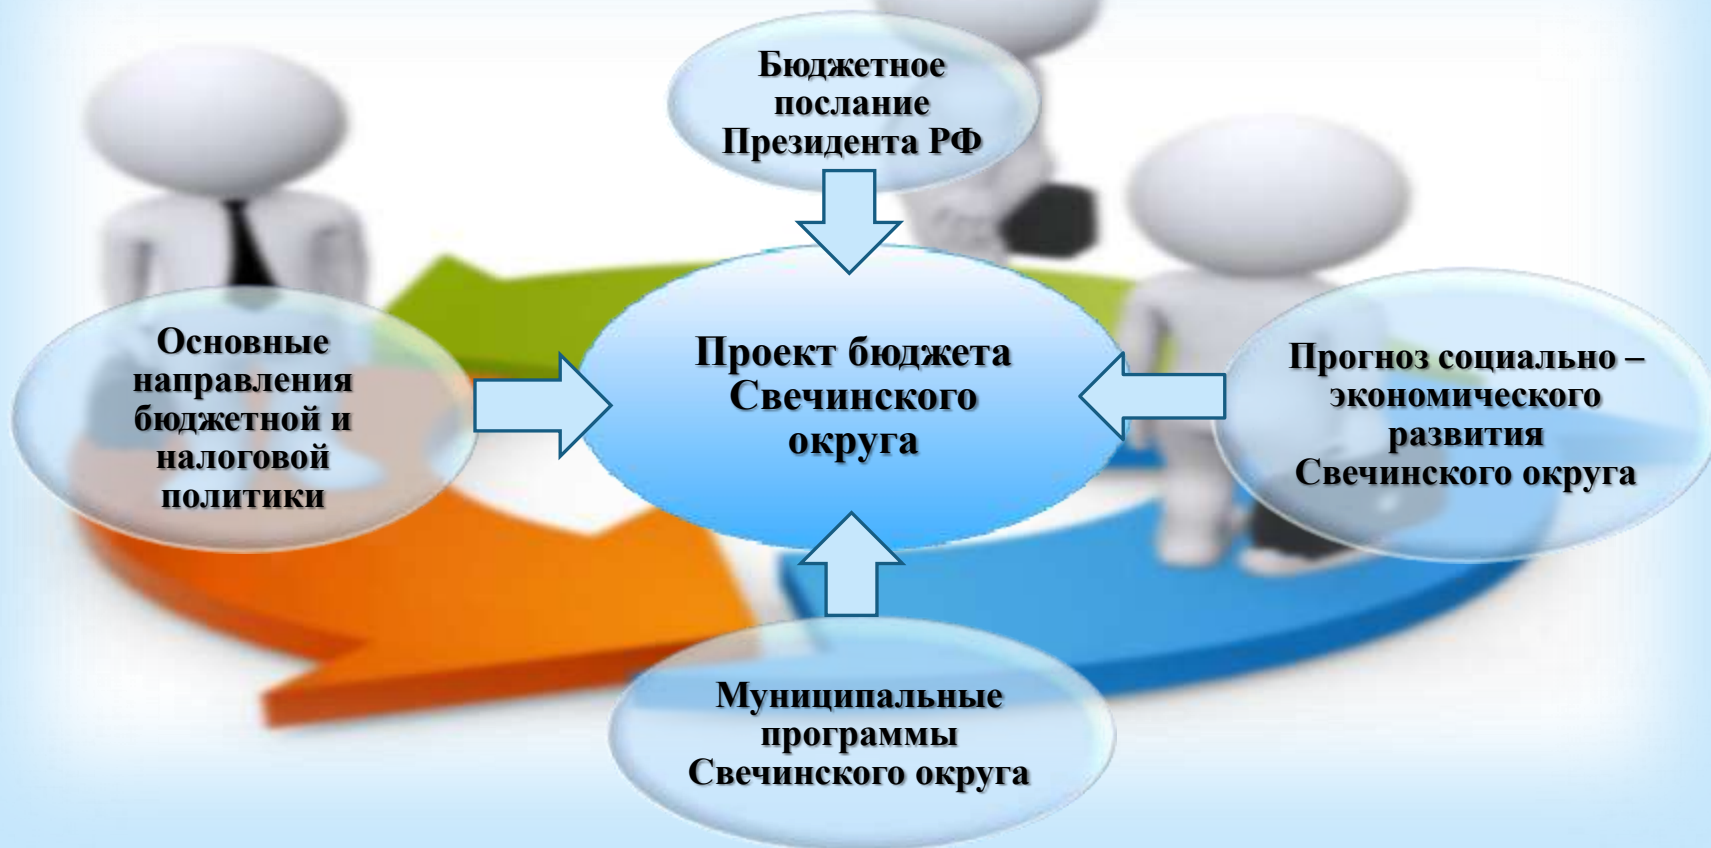 Бюджетное
послание
Президента РФ
Основные
направления
бюджетной и
налоговой
политики
Проект бюджета
Свечинского
округа
Прогноз социально –
экономического
развития
Свечинского округа
Муниципальные
программы
Свечинского округа